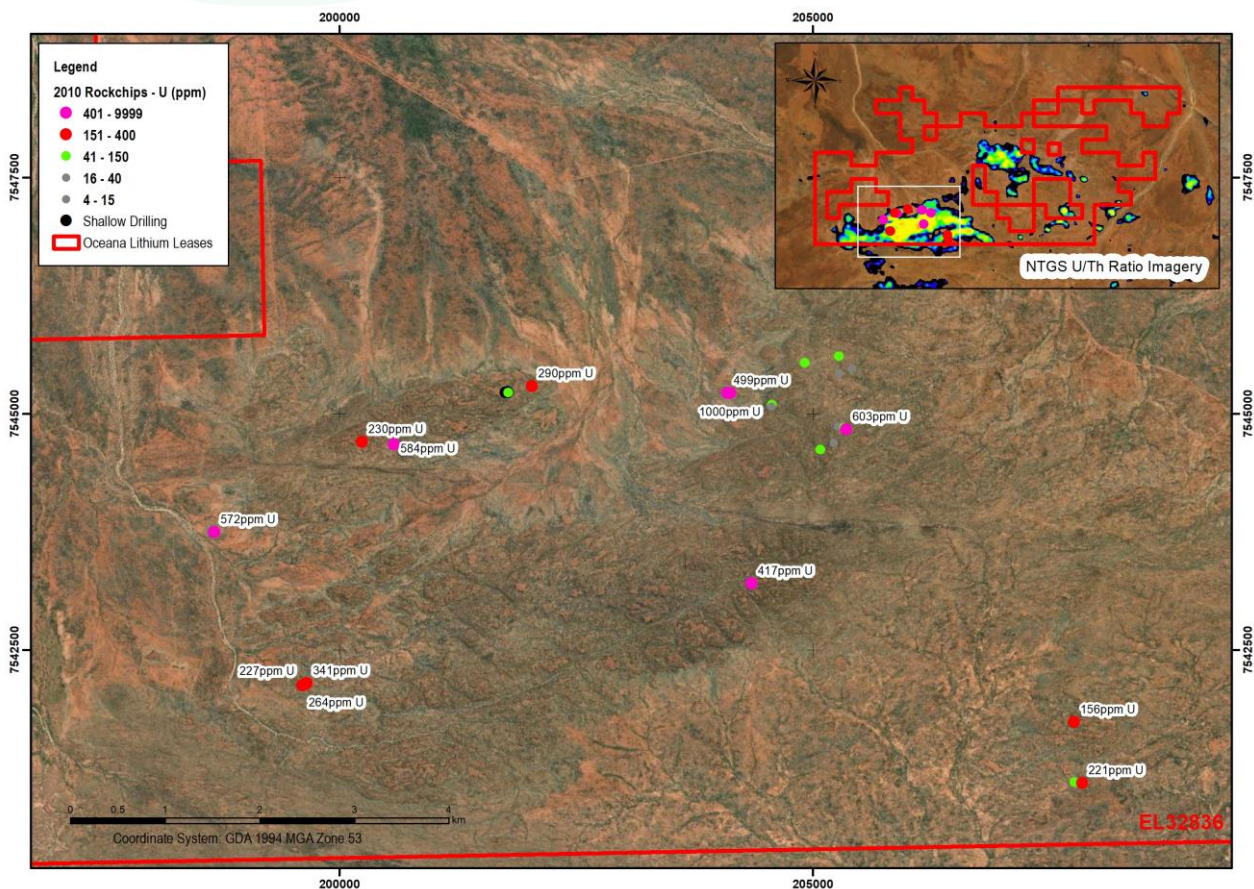 200000
205000
Legend
2010 Rockchips - U (ppm)
401 - 9999
151 - 400
41 - 150
16 - 40
4 - 15
Shallow Drilling
Oceana Lithium Leases
NTGS U/Th Ratio Imagery
7547500
7547500
290ppm U
499ppm U
1000ppm U
603ppm U
7545000
7545000
230ppm U
584ppm U
572ppm U
417ppm U
7542500
7542500
227ppm U
341ppm U
264ppm U
156ppm U
221ppm U
0 0.5 1 2 3 4
km
Coordinate System: GDA 1994 MGA Zone 53
EL32836
200000
205000